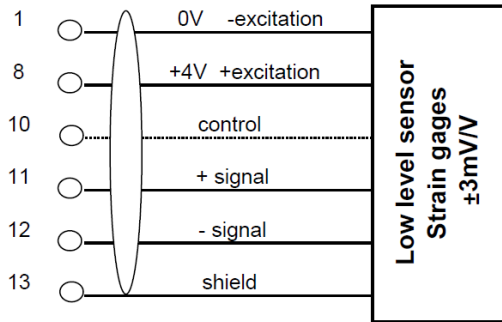 1 0V -excitation
8 +4V +excitation
10 control
11 + signal
12 - signal
13 shield
Low level sensor
Strain gages
±3mV/V